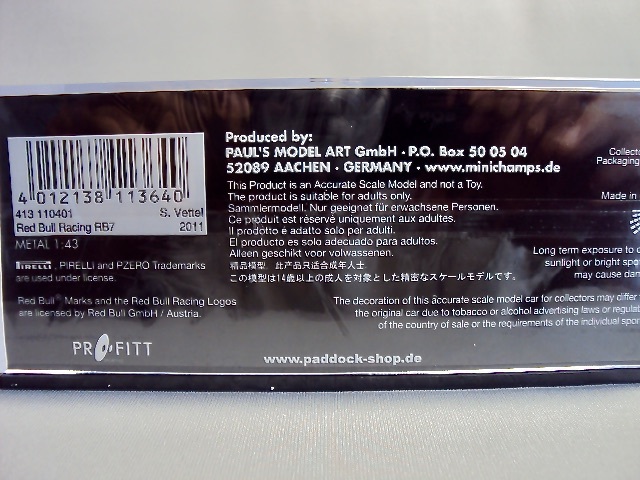 4 012138 113640
413 110401 S. Vettel
Red Bull Racing RB7 2011
METAL 1:43
PIRELLI, PIRELLI and PZERO Trademarks
are used under license.
Red Bull® Marks and the Red Bull Racing Logos
are licensed by Red Bull GmbH / Austria.
PROFITT
Produced by:
PAUL'S MODEL ART GmbH · P.O. Box 50 05 04
52089 AACHEN · GERMANY · www.minichamps.de
This Product is an Accurate Scale Model and not a Toy.
The product is suitable for adults only.
Sammlermodell. Nur geeignet für erwachsene Personen.
Ce produit est réservé uniquement aux adultes.
Il prodotto è adatto solo per adulti.
El producto es solo adecuado para adultos.
Alleen geschikt voor volwassenen.
精品模型, 此产品只适合成年人士
この模型は14歳以上の成人を対象とした精密なスケールモデルです。
www.paddock-shop.de
Collecto
Packaging
Made in
Long term exposure to d
sunlight or bright spot
may cause dam
The decoration of this accurate scale model car for collectors may differ
the original car due to tobacco or alcohol advertising laws or regulat
of the country of sale or the requirements of the individual spon